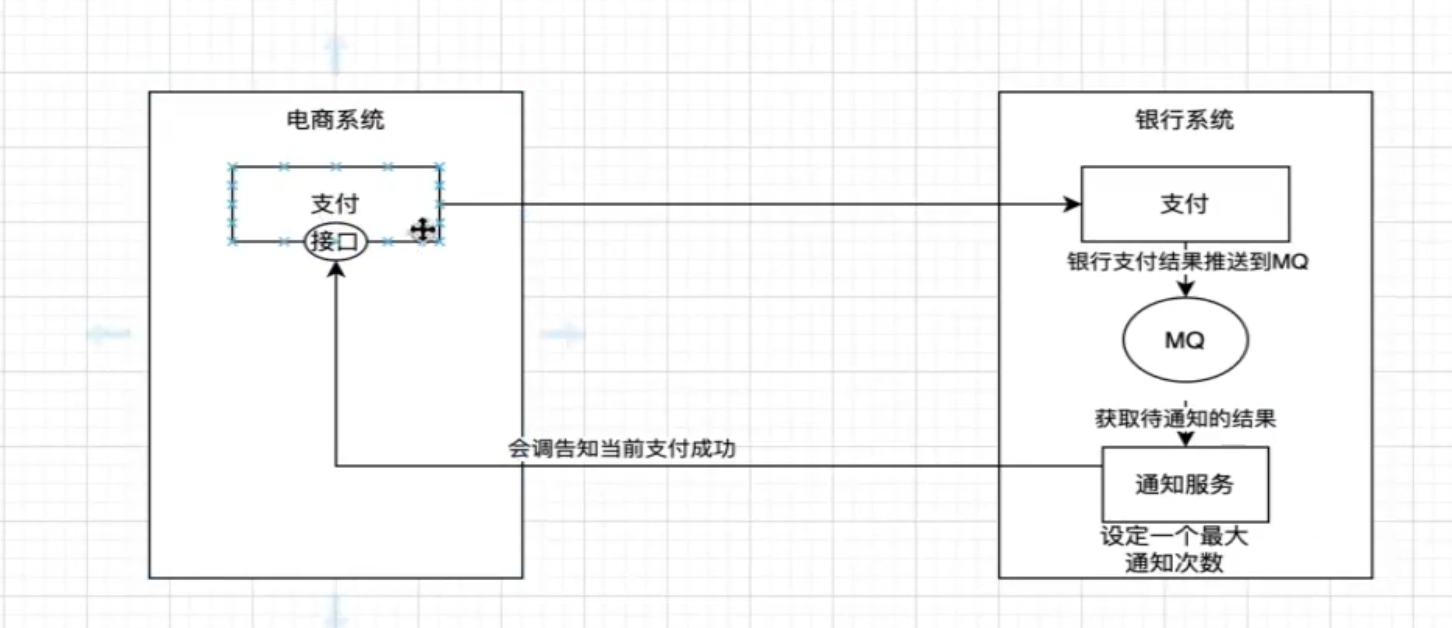 电商系统
支付
接口
会调告知当前支付成功
银行系统
支付
银行支付结果推送到MQ
MQ
获取待通知的结果
通知服务
设定一个最大
通知次数